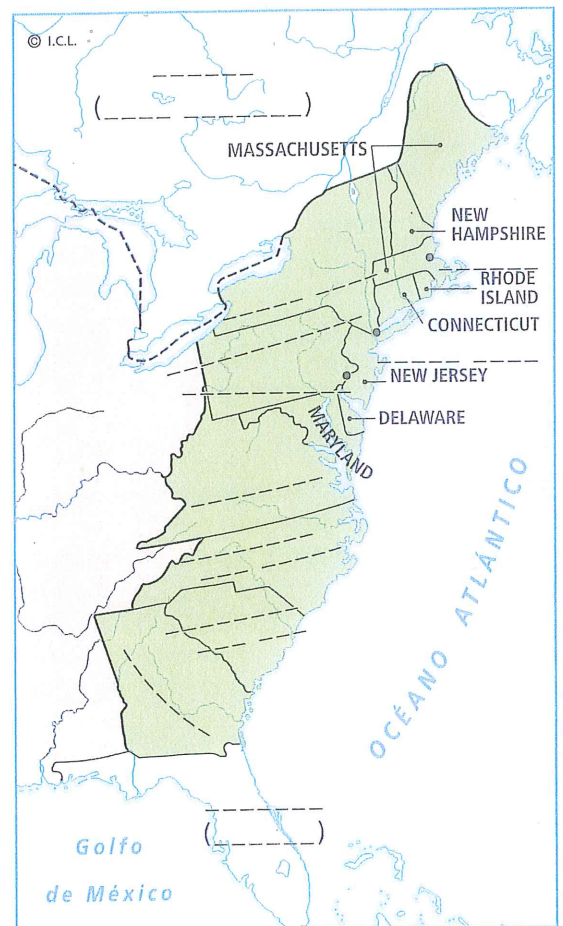 © I.C.L.
MASSACHUSETTS
NEW
HAMPSHIRE
RHODE
ISLAND
CONNECTICUT
NEW JERSEY
DELAWARE
MARYLAND
OCÉANO ATLÁNTICO
Golfo
de México